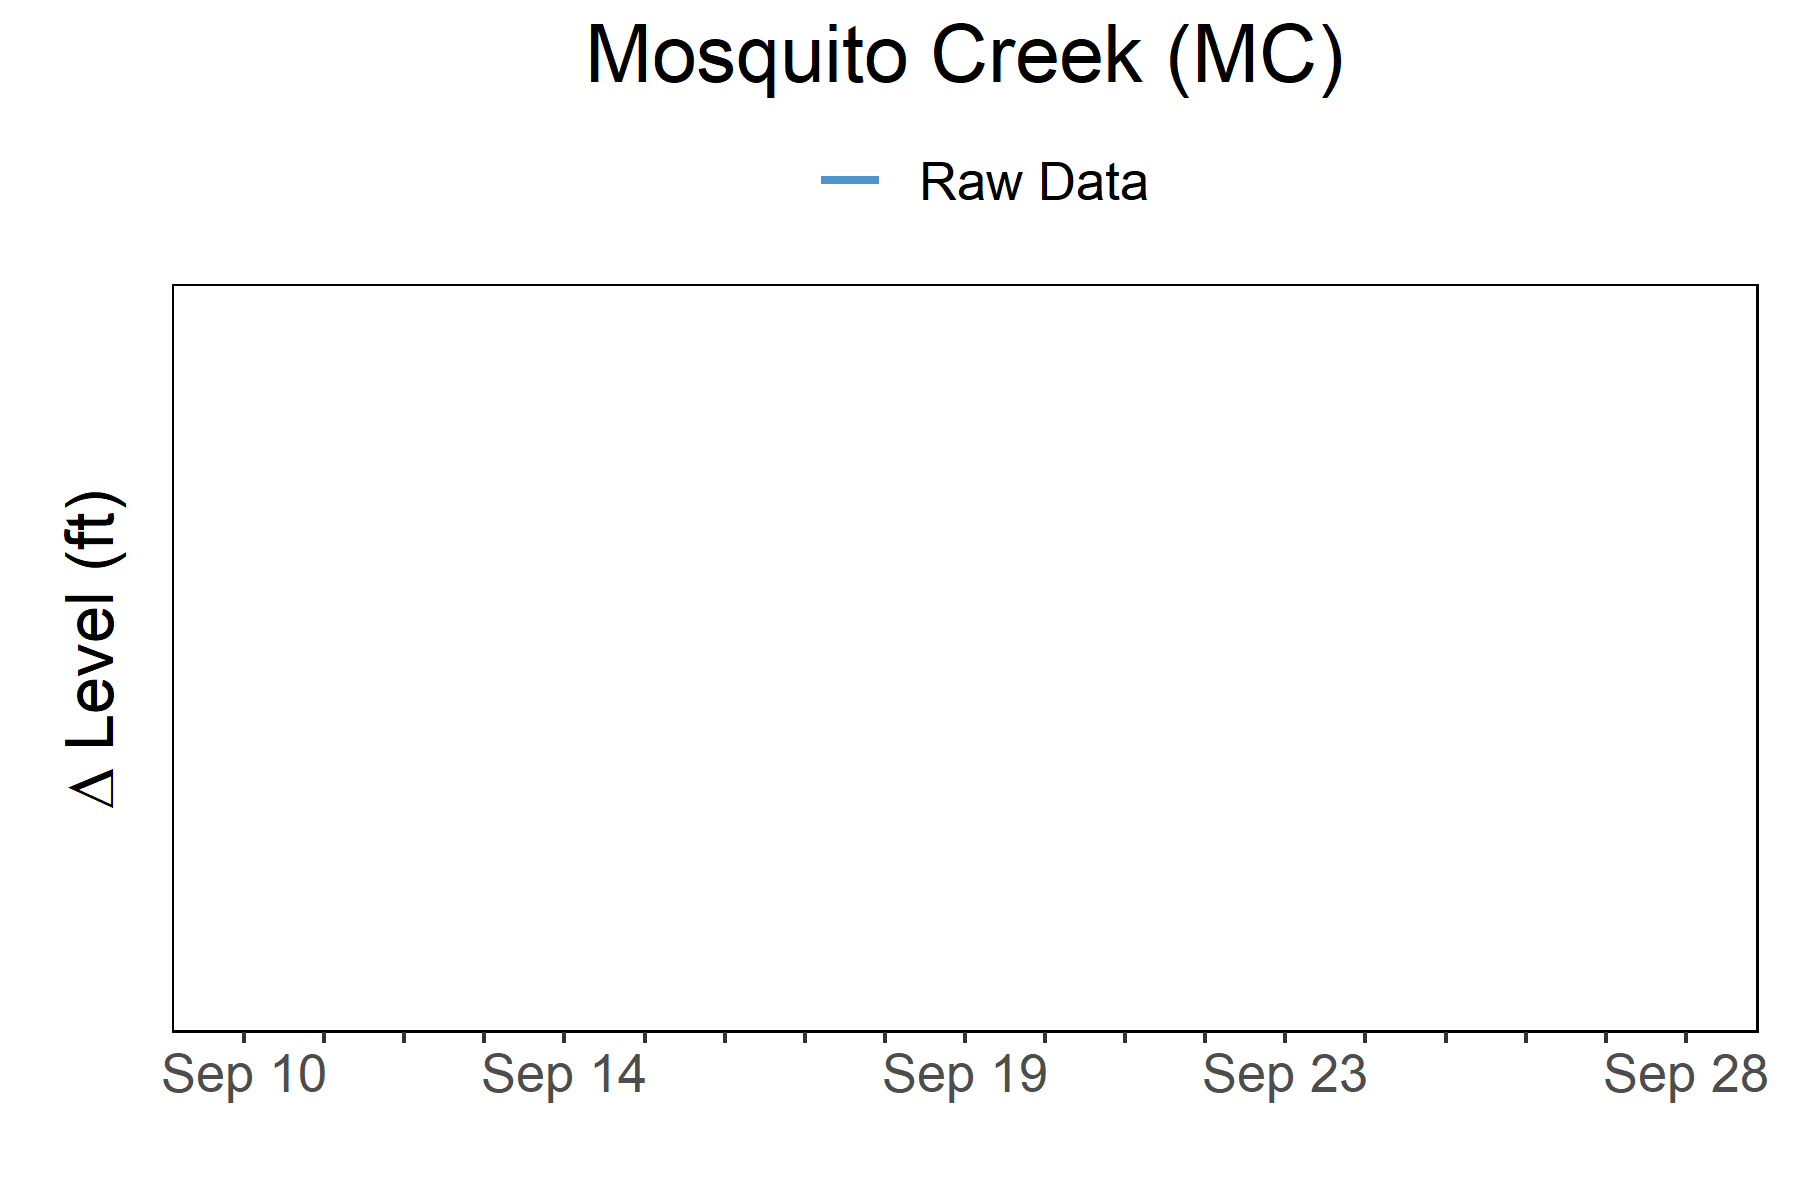 Mosquito Creek (MC)
Raw Data
Δ Level (ft)
Sep 10 Sep 14 Sep 19 Sep 23 Sep 28